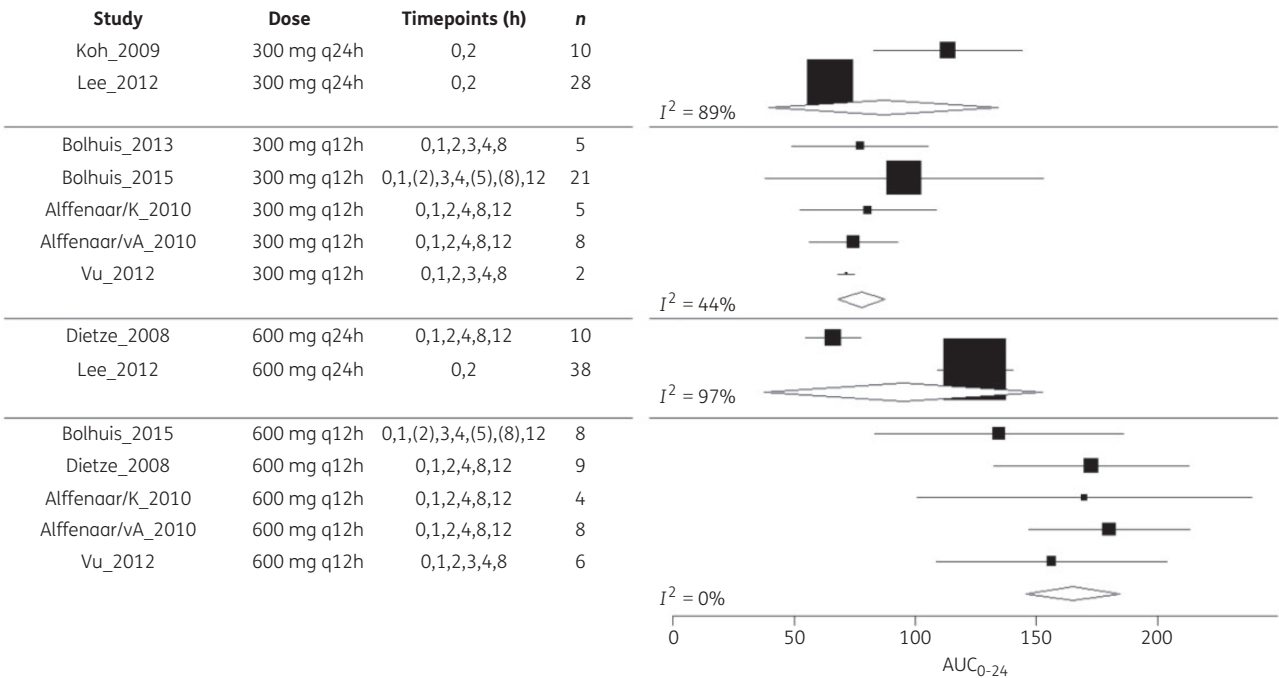 Study Dose Timepoints (h) n
Koh_2009 300 mg q24h 0,2 10
Lee_2012 300 mg q24h 0,2 28
I² = 89%
Bolhuis_2013 300 mg q12h 0,1,2,3,4,8 5
Bolhuis_2015 300 mg q12h 0,1,(2),3,4,(5),(8),12 21
Alffenaar/K_2010 300 mg q12h 0,1,2,4,8,12 5
Alffenaar/vA_2010 300 mg q12h 0,1,2,4,8,12 8
Vu_2012 300 mg q12h 0,1,2,3,4,8 2
I² = 44%
Dietze_2008 600 mg q24h 0,1,2,4,8,12 10
Lee_2012 600 mg q24h 0,2 38
I² = 97%
Bolhuis_2015 600 mg q12h 0,1,(2),3,4,(5),(8),12 8
Dietze_2008 600 mg q12h 0,1,2,4,8,12 9
Alffenaar/K_2010 600 mg q12h 0,1,2,4,8,12 4
Alffenaar/vA_2010 600 mg q12h 0,1,2,4,8,12 8
Vu_2012 600 mg q12h 0,1,2,3,4,8 6
I² = 0%
0 50 100 150 200
AUC₀₋₂₄